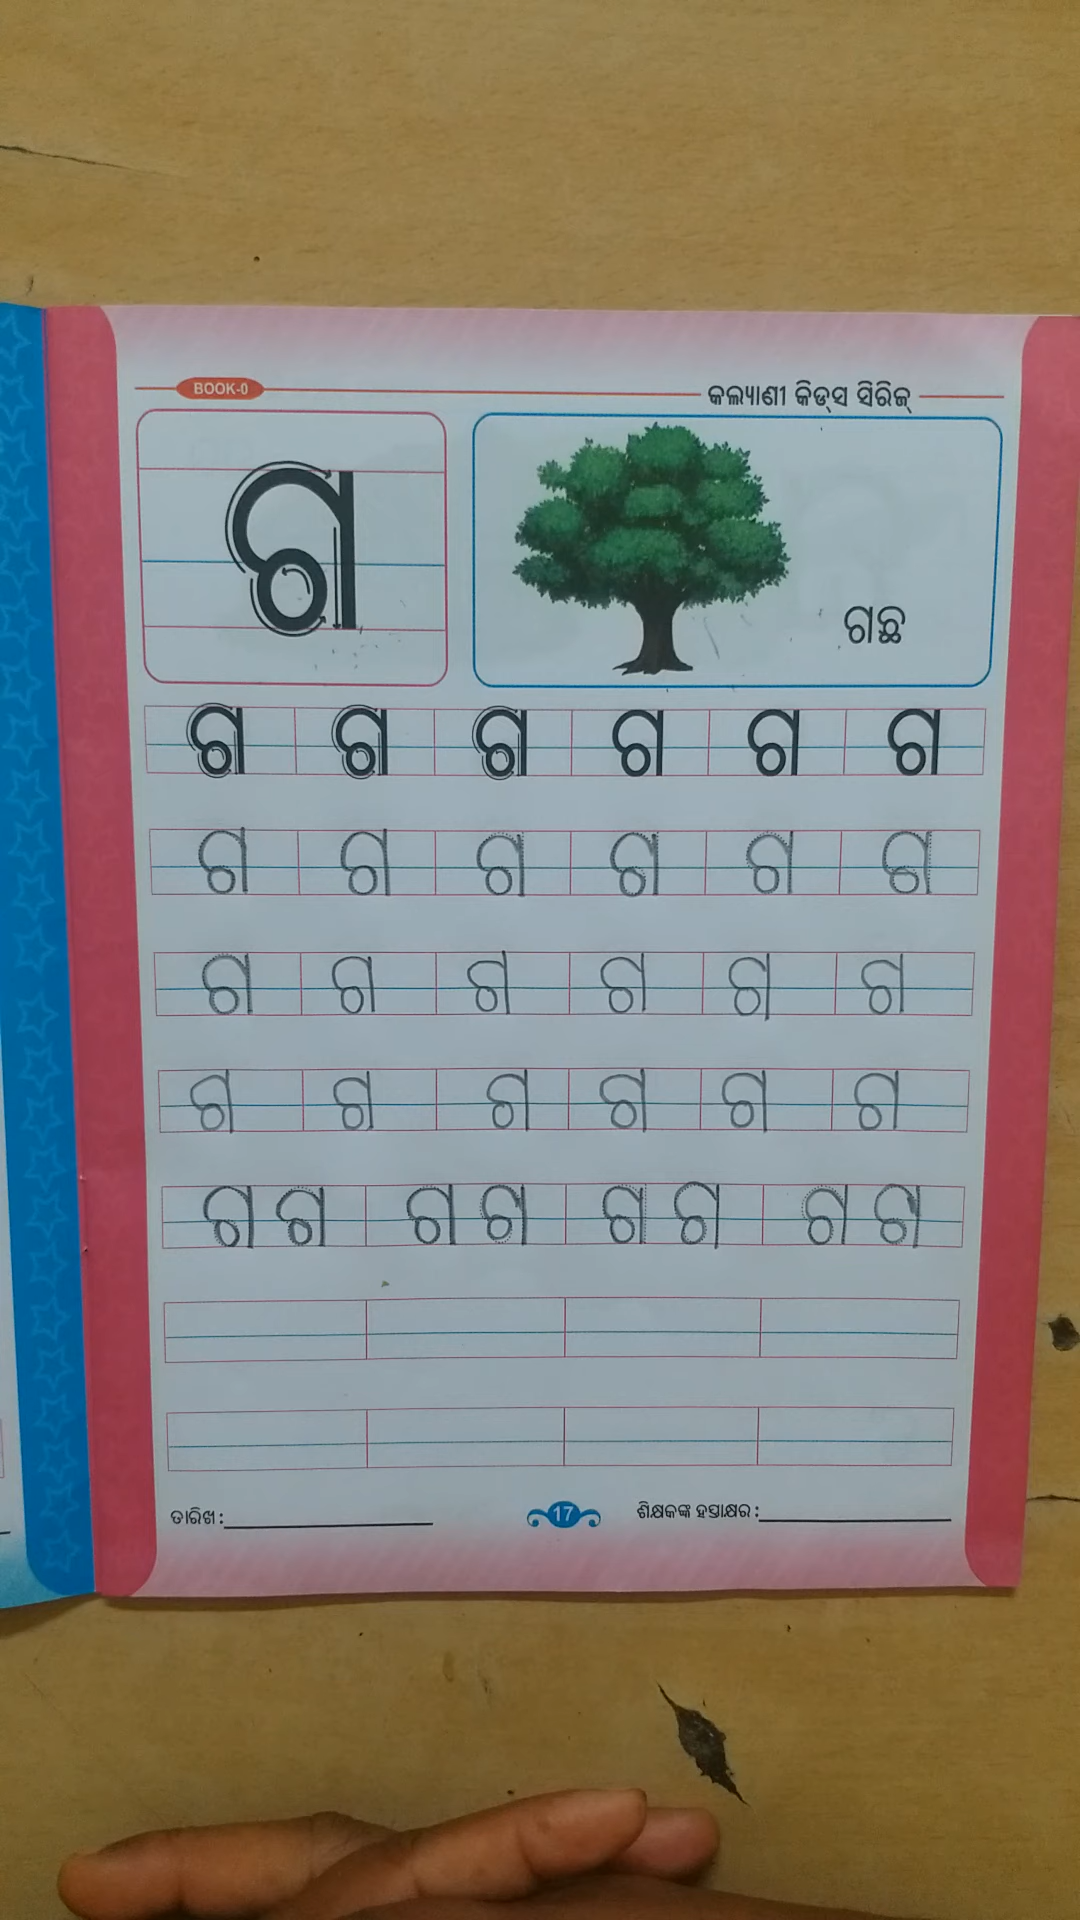 BOOK-0
କଲ୍ୟାଣୀ କିଡ୍‌ସ ସିରିଜ୍
ଗ
ଗଛ
ଗ ଗ ଗ ଗ ଗ ଗ
ଗ ଗ ଗ ଗ ଗ ଗ
ଗ ଗ ଗ ଗ ଗ ଗ
ଗ ଗ ଗ ଗ ଗ ଗ
ଗ ଗ ଗ ଗ ଗ ଗ ଗ ଗ
ତାରିଖ :
17
ଶିକ୍ଷକଙ୍କ ହସ୍ତାକ୍ଷର :